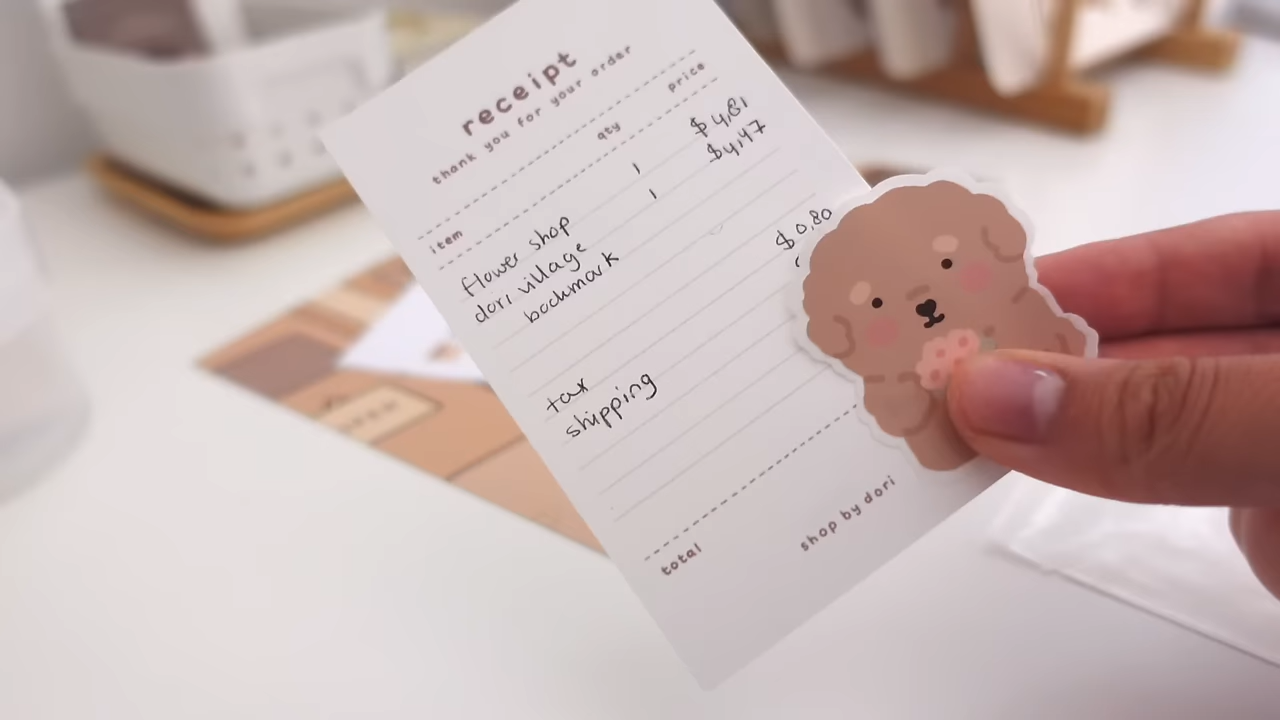 receipt
thank you for your order
item qty price
flower shop 1 $4.81
dori village 1 $4.47
bookmark
tax $0.80
shipping
total
shop by dori